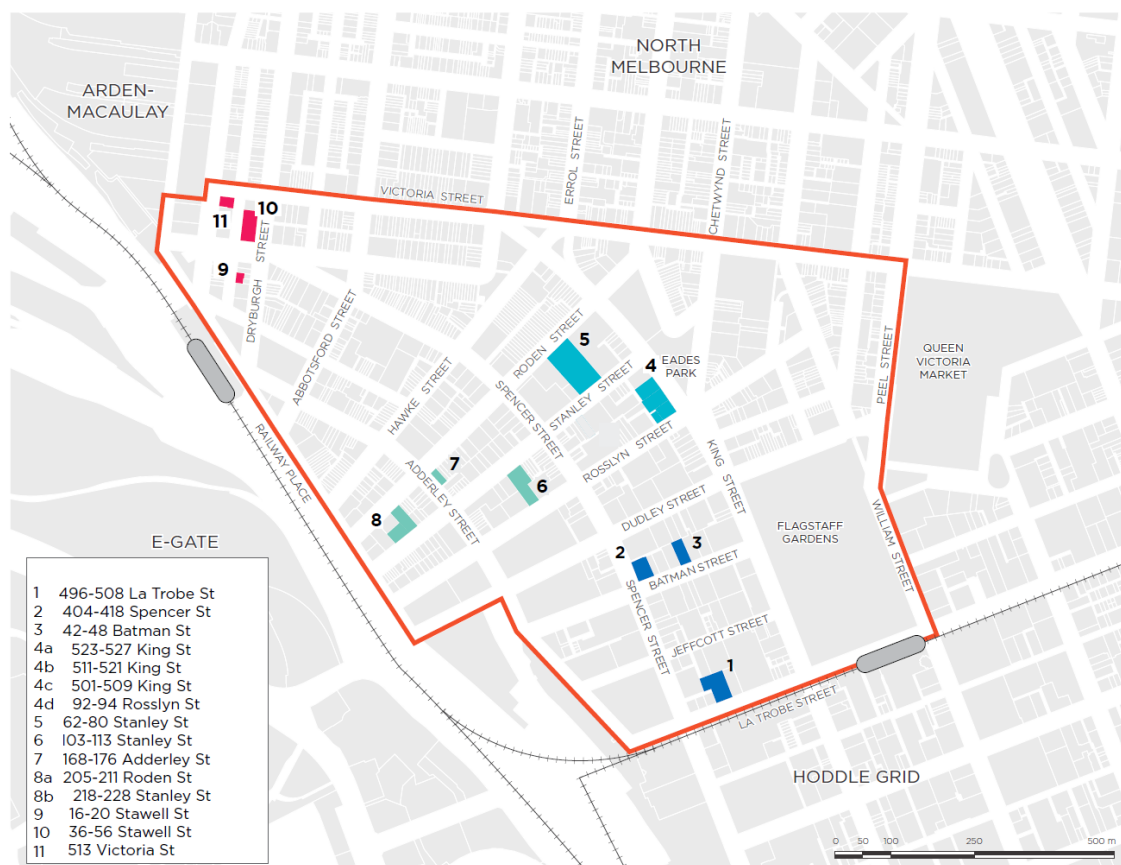 NORTH
MELBOURNE
ARDEN-
MACAULAY
ERROL STREET
CHETWYND STREET
VICTORIA STREET
10
11
STREET
9
DRYBURGH
ABBOTSFORD STREET
RODEN STREET
5
EADES
PARK
4
QUEEN
VICTORIA
MARKET
PEEL STREET
HAWKE STREET
SPENCER STREET
STANLEY STREET
ROSSLYN STREET
KING STREET
RAILWAY PLACE
ADDERLEY STREET
7
6
8
DUDLEY STREET
FLAGSTAFF
GARDENS
WILLIAM STREET
E-GATE
2
3
BATMAN STREET
SPENCER STREET
JEFFCOTT STREET
1
LA TROBE STREET
HODDLE GRID
1 496-508 La Trobe St
2 404-418 Spencer St
3 42-48 Batman St
4a 523-527 King St
4b 511-521 King St
4c 501-509 King St
4d 92-94 Rosslyn St
5 62-80 Stanley St
6 I03-113 Stanley St
7 168-176 Adderley St
8a 205-211 Roden St
8b 218-228 Stanley St
9 16-20 Stawell St
10 36-56 Stawell St
11 513 Victoria St
0 50 100 250 500 m